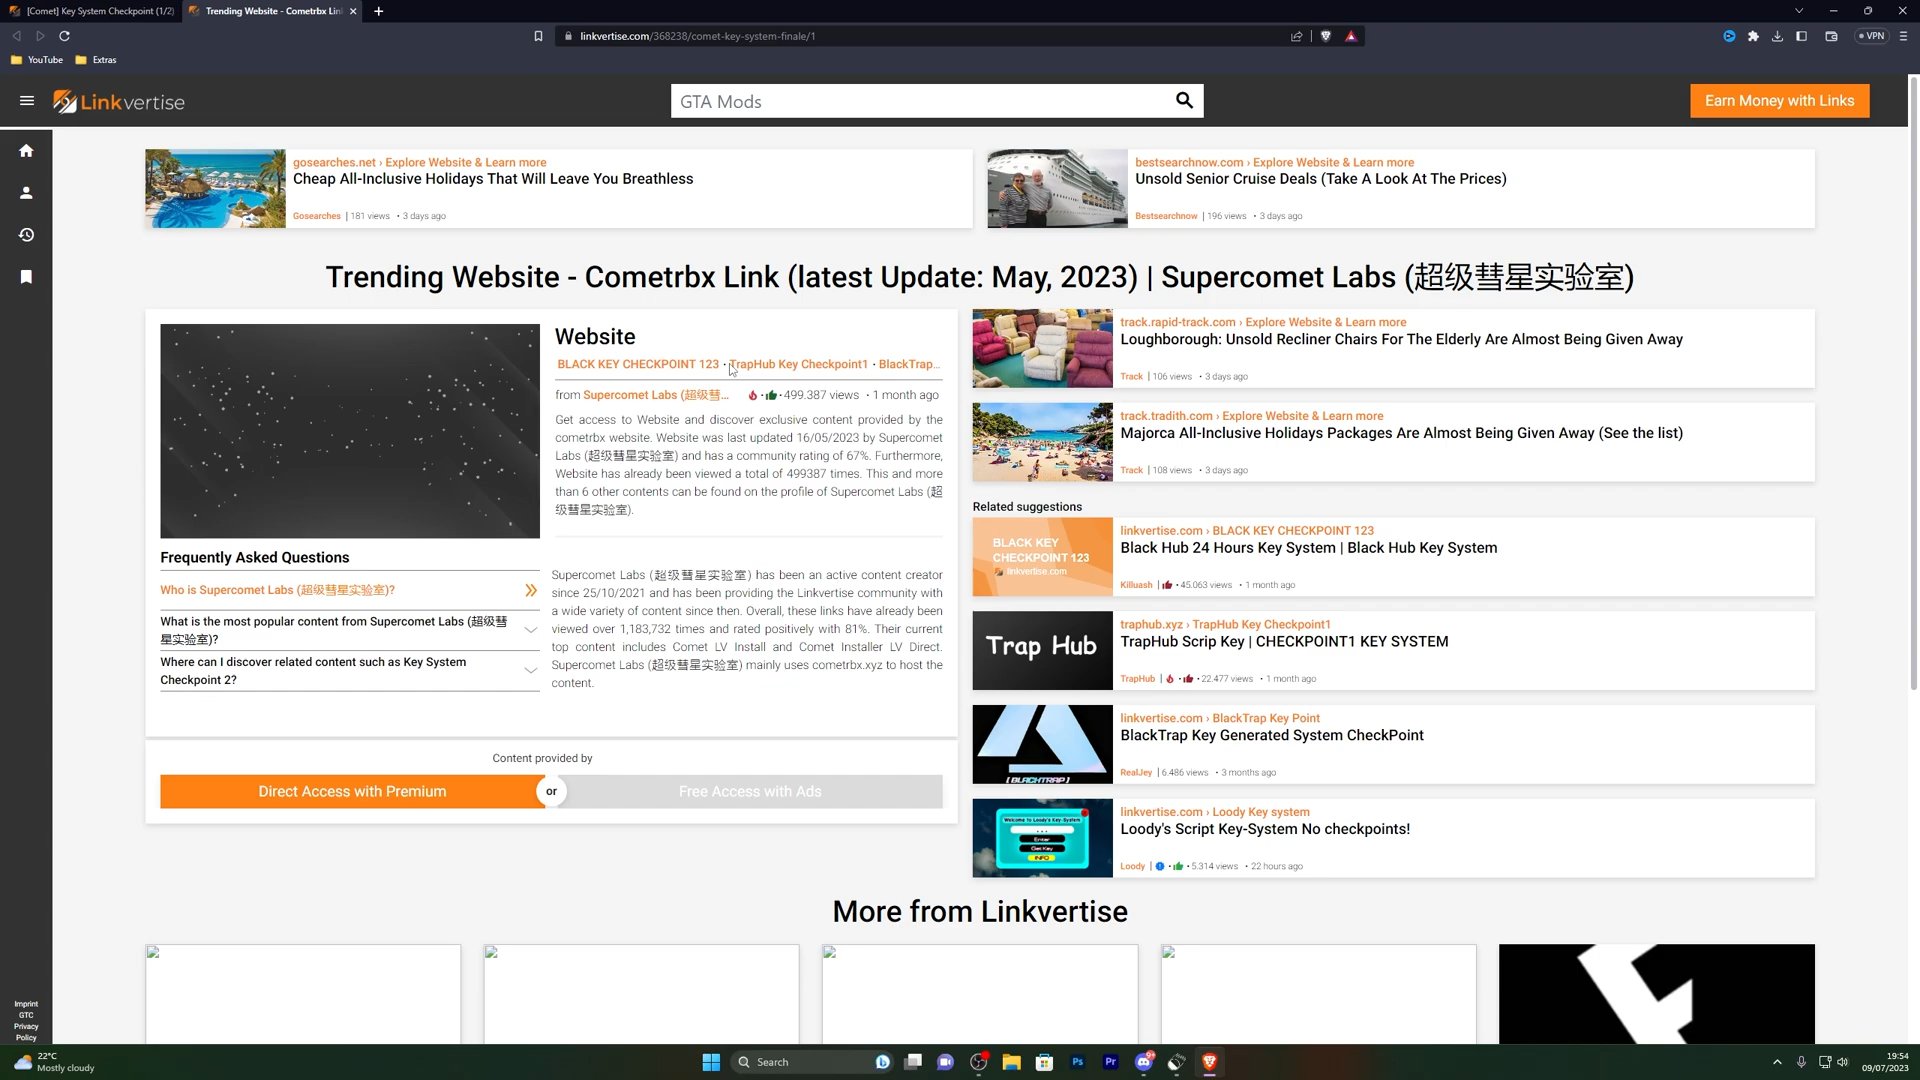 [Comet] Key System Checkpoint (1/2)
Trending Website - Cometrbx Lin
linkvertise.com/368238/comet-key-system-finale/1
VPN
YouTube
Extras
Linkvertise
GTA Mods
Earn Money with Links
gosearches.net › Explore Website & Learn more
Cheap All-Inclusive Holidays That Will Leave You Breathless
Gosearches | 181 views • 3 days ago
bestsearchnow.com › Explore Website & Learn more
Unsold Senior Cruise Deals (Take A Look At The Prices)
Bestsearchnow | 196 views • 3 days ago
Trending Website - Cometrbx Link (latest Update: May, 2023) | Supercomet Labs (超级彗星实验室)
Website
BLACK KEY CHECKPOINT 123 • TrapHub Key Checkpoint1 • BlackTrap...
from Supercomet Labs (超级彗... • 499.387 views • 1 month ago
Get access to Website and discover exclusive content provided by the
cometrbx website. Website was last updated 16/05/2023 by Supercomet
Labs (超级彗星实验室) and has a community rating of 67%. Furthermore,
Website has already been viewed a total of 499387 times. This and more
than 6 other contents can be found on the profile of Supercomet Labs (超
级彗星实验室).
Frequently Asked Questions
Who is Supercomet Labs (超级彗星实验室)?
What is the most popular content from Supercomet Labs (超级彗
星实验室)?
Where can I discover related content such as Key System
Checkpoint 2?
Supercomet Labs (超级彗星实验室) has been an active content creator
since 25/10/2021 and has been providing the Linkvertise community with
a wide variety of content since then. Overall, these links have already been
viewed over 1,183,732 times and rated positively with 81%. Their current
top content includes Comet LV Install and Comet Installer LV Direct.
Supercomet Labs (超级彗星实验室) mainly uses cometrbx.xyz to host the
content.
Content provided by
Direct Access with Premium
or
Free Access with Ads
track.rapid-track.com › Explore Website & Learn more
Loughborough: Unsold Recliner Chairs For The Elderly Are Almost Being Given Away
Track | 106 views • 3 days ago
track.tradith.com › Explore Website & Learn more
Majorca All-Inclusive Holidays Packages Are Almost Being Given Away (See the list)
Track | 108 views • 3 days ago
Related suggestions
BLACK KEY
CHECKPOINT 123
linkvertise.com
linkvertise.com › BLACK KEY CHECKPOINT 123
Black Hub 24 Hours Key System | Black Hub Key System
Killuash | • 45.063 views • 1 month ago
Trap Hub
traphub.xyz › TrapHub Key Checkpoint1
TrapHub Scrip Key | CHECKPOINT1 KEY SYSTEM
TrapHub | • 22.477 views • 1 month ago
[ BLACKTRAP ]
linkvertise.com › BlackTrap Key Point
BlackTrap Key Generated System CheckPoint
RealJey | 6.486 views • 3 months ago
Welcome to Loody's Key-System
...
Enter
Get Key
INFO
linkvertise.com › Loody Key system
Loody's Script Key-System No checkpoints!
Loody | • 5.314 views • 22 hours ago
More from Linkvertise
Imprint
GTC
Privacy
Policy
22°C
Mostly cloudy
Search
Ps
Pr
19:54
09/07/2023